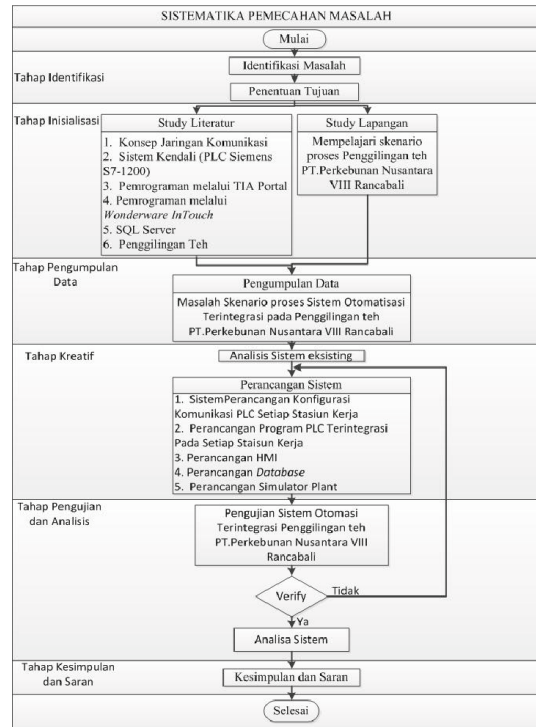 SISTEMATIKA PEMECAHAN MASALAH
Mulai
Tahap Identifikasi
Identifikasi Masalah
Penentuan Tujuan
Tahap Inisialisasi
Study Literatur
1. Konsep Jaringan Komunikasi
2. Sistem Kendali (PLC Siemens
S7-1200)
3. Pemrograman melalui TIA Portal
4. Pemrograman melalui
Wonderware InTouch
5. SQL Server
6. Penggilingan Teh
Study Lapangan
Mempelajari skenario
proses Penggilingan teh
PT.Perkebunan Nusantara
VIII Rancabali
Tahap Pengumpulan
Data
Pengumpulan Data
Masalah Skenario proses Sistem Otomatisasi
Terintegrasi pada Penggilingan teh
PT.Perkebunan Nusantara VIII Rancabali
Tahap Kreatif
Analisis Sistem eksisting
Perancangan Sistem
1. SistemPerancangan Konfigurasi
Komunikasi PLC Setiap Stasiun Kerja
2. Perancangan Program PLC Terintegrasi
Pada Setiap Staisun Kerja
3. Perancangan HMI
4. Perancangan Database
5. Perancangan Simulator Plant
Tahap Pengujian
dan Analisis
Pengujian Sistem Otomasi
Terintegrasi Penggilingan teh
PT.Perkebunan Nusantara VIII
Rancabali
Verify
Tidak
Ya
Analisa Sistem
Tahap Kesimpulan
dan Saran
Kesimpulan dan Saran
Selesai